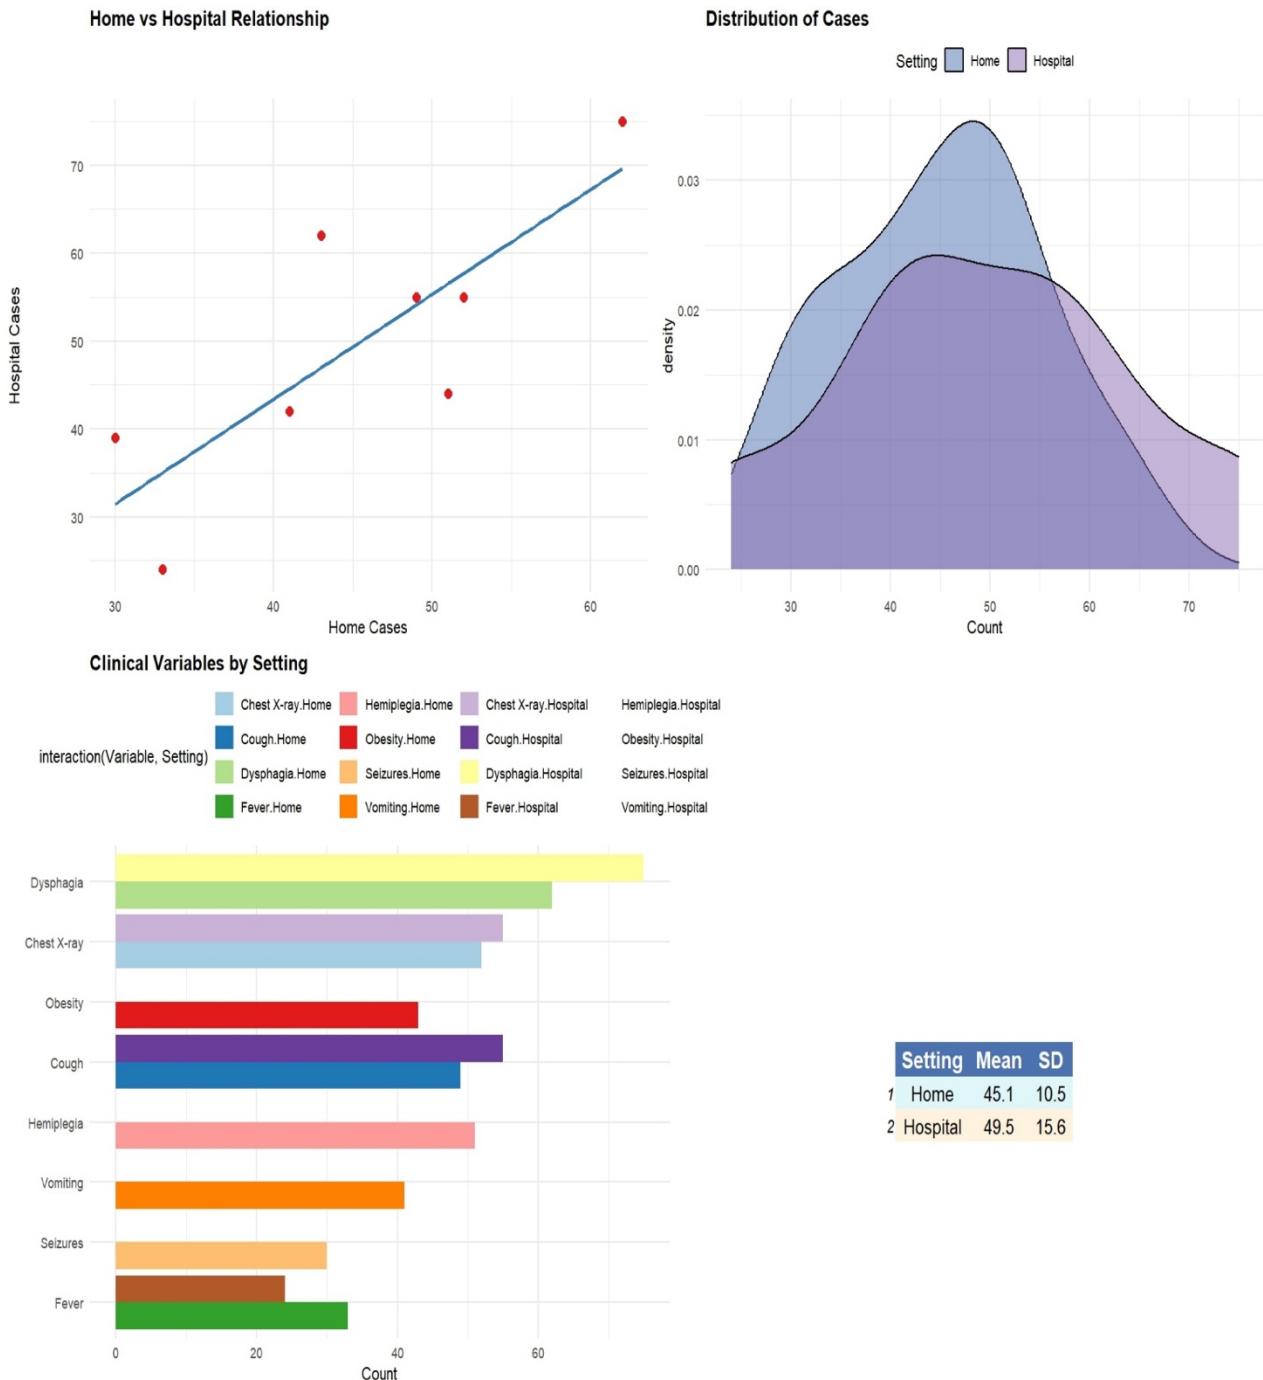 Home vs Hospital Relationship
Hospital Cases
70
60
50
40
30
30 40 50 60
Home Cases
Distribution of Cases
Setting Home Hospital
density
0.03
0.02
0.01
0.00
30 40 50 60 70
Count
Clinical Variables by Setting
interaction(Variable, Setting)
Chest X-ray.Home Hemiplegia.Home Chest X-ray.Hospital Hemiplegia.Hospital
Cough.Home Obesity.Home Cough.Hospital Obesity.Hospital
Dysphagia.Home Seizures.Home Dysphagia.Hospital Seizures.Hospital
Fever.Home Vomiting.Home Fever.Hospital Vomiting.Hospital
Dysphagia
Chest X-ray
Obesity
Cough
Hemiplegia
Vomiting
Seizures
Fever
0 20 40 60
Count
Setting Mean SD
1 Home 45.1 10.5
2 Hospital 49.5 15.6